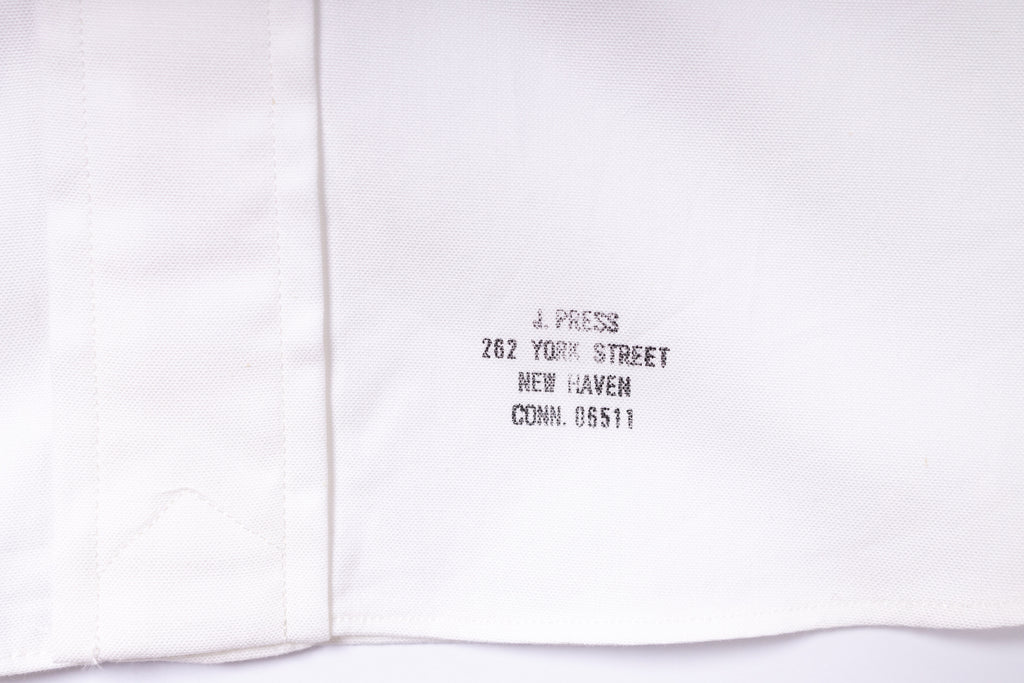 J. PRESS
262 YORK STREET
NEW HAVEN
CONN. 06511